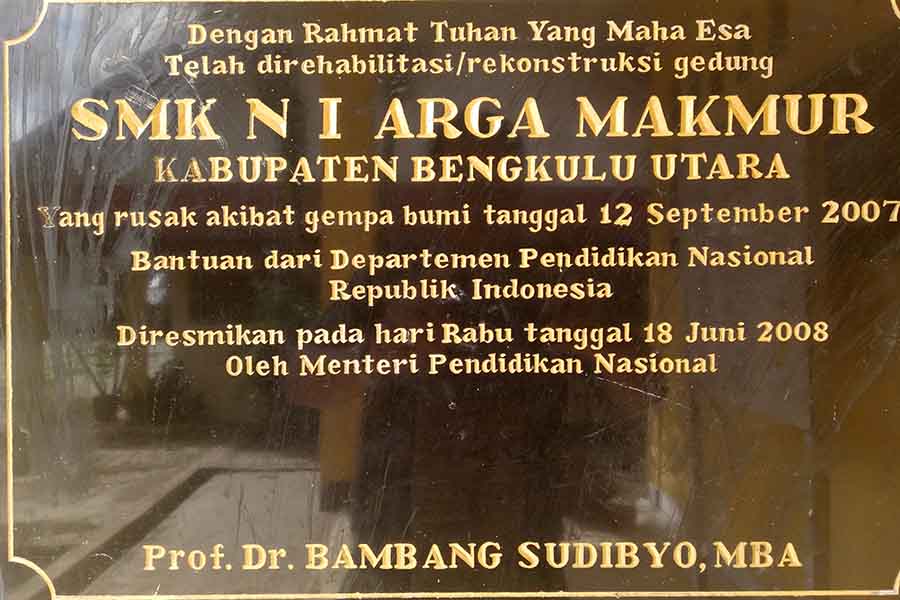 Dengan Rahmat Tuhan Yang Maha Esa
Telah direhabilitasi/rekonstruksi gedung
SMK N I ARGA MAKMUR
KABUPATEN BENGKULU UTARA
Yang rusak akibat gempa bumi tanggal 12 September 2007
Bantuan dari Departemen Pendidikan Nasional
Republik Indonesia
Diresmikan pada hari Rabu tanggal 18 Juni 2008
Oleh Menteri Pendidikan Nasional
Prof. Dr. BAMBANG SUDIBYO, MBA